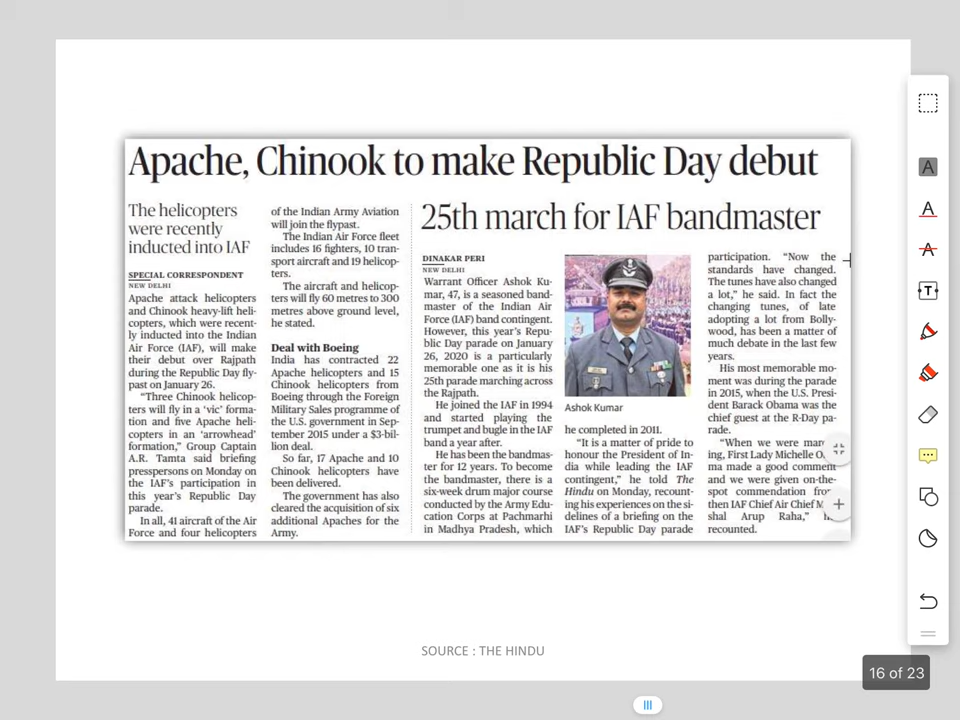 Apache, Chinook to make Republic Day debut
The helicopters
were recently
inducted into IAF
SPECIAL CORRESPONDENT
NEW DELHI
Apache attack helicopters
and Chinook heavy-lift heli-
copters, which were recent-
ly inducted into the Indian
Air Force (IAF), will make
their debut over Rajpath
during the Republic Day fly-
past on January 26.
“Three Chinook helicop-
ters will fly in a ‘vic’ forma-
tion and five Apache heli-
copters in an ‘arrowhead’
formation,” Group Captain
A.R. Tamta said briefing
presspersons on Monday on
the IAF’s participation in
this year’s Republic Day
parade.
In all, 41 aircraft of the Air
Force and four helicopters
of the Indian Army Aviation
will join the flypast.
The Indian Air Force fleet
includes 16 fighters, 10 tran-
sport aircraft and 19 helicop-
ters.
The aircraft and helicop-
ters will fly 60 metres to 300
metres above ground level,
he stated.
Deal with Boeing
India has contracted 22
Apache helicopters and 15
Chinook helicopters from
Boeing through the Foreign
Military Sales programme of
the U.S. government in Sep-
tember 2015 under a $3-bil-
lion deal.
So far, 17 Apache and 10
Chinook helicopters have
been delivered.
The government has also
cleared the acquisition of six
additional Apaches for the
Army.
25th march for IAF bandmaster
DINAKAR PERI
NEW DELHI
Warrant Officer Ashok Ku-
mar, 47, is a seasoned band-
master of the Indian Air
Force (IAF) band contingent.
However, this year’s Repu-
blic Day parade on January
26, 2020 is a particularly
memorable one as it is his
25th parade marching across
the Rajpath.
He joined the IAF in 1994
and started playing the
trumpet and bugle in the IAF
band a year after.
He has been the bandmas-
ter for 12 years. To become
the bandmaster, there is a
six-week drum major course
conducted by the Army Edu-
cation Corps at Pachmarhi
in Madhya Pradesh, which
Ashok Kumar
he completed in 2011.
“It is a matter of pride to
honour the President of In-
dia while leading the IAF
contingent,” he told The
Hindu on Monday, recount-
ing his experiences on the si-
delines of a briefing on the
IAF’s Republic Day parade
participation. “Now the
standards have changed.
The tunes have also changed
a lot,” he said. In fact the
changing tunes, of late
adopting a lot from Bolly-
wood, has been a matter of
much debate in the last few
years.
His most memorable mo-
ment was during the parade
in 2015, when the U.S. Presi-
dent Barack Obama was the
chief guest at the R-Day pa-
rade.
“When we were
ing, First Lady Michelle
ma made a good comment
and we were given on-the-
spot commendation from
then IAF Chief Air Chief
shal Arup Raha,”
recounted.
SOURCE : THE HINDU
A
A
A
T
16 of 23